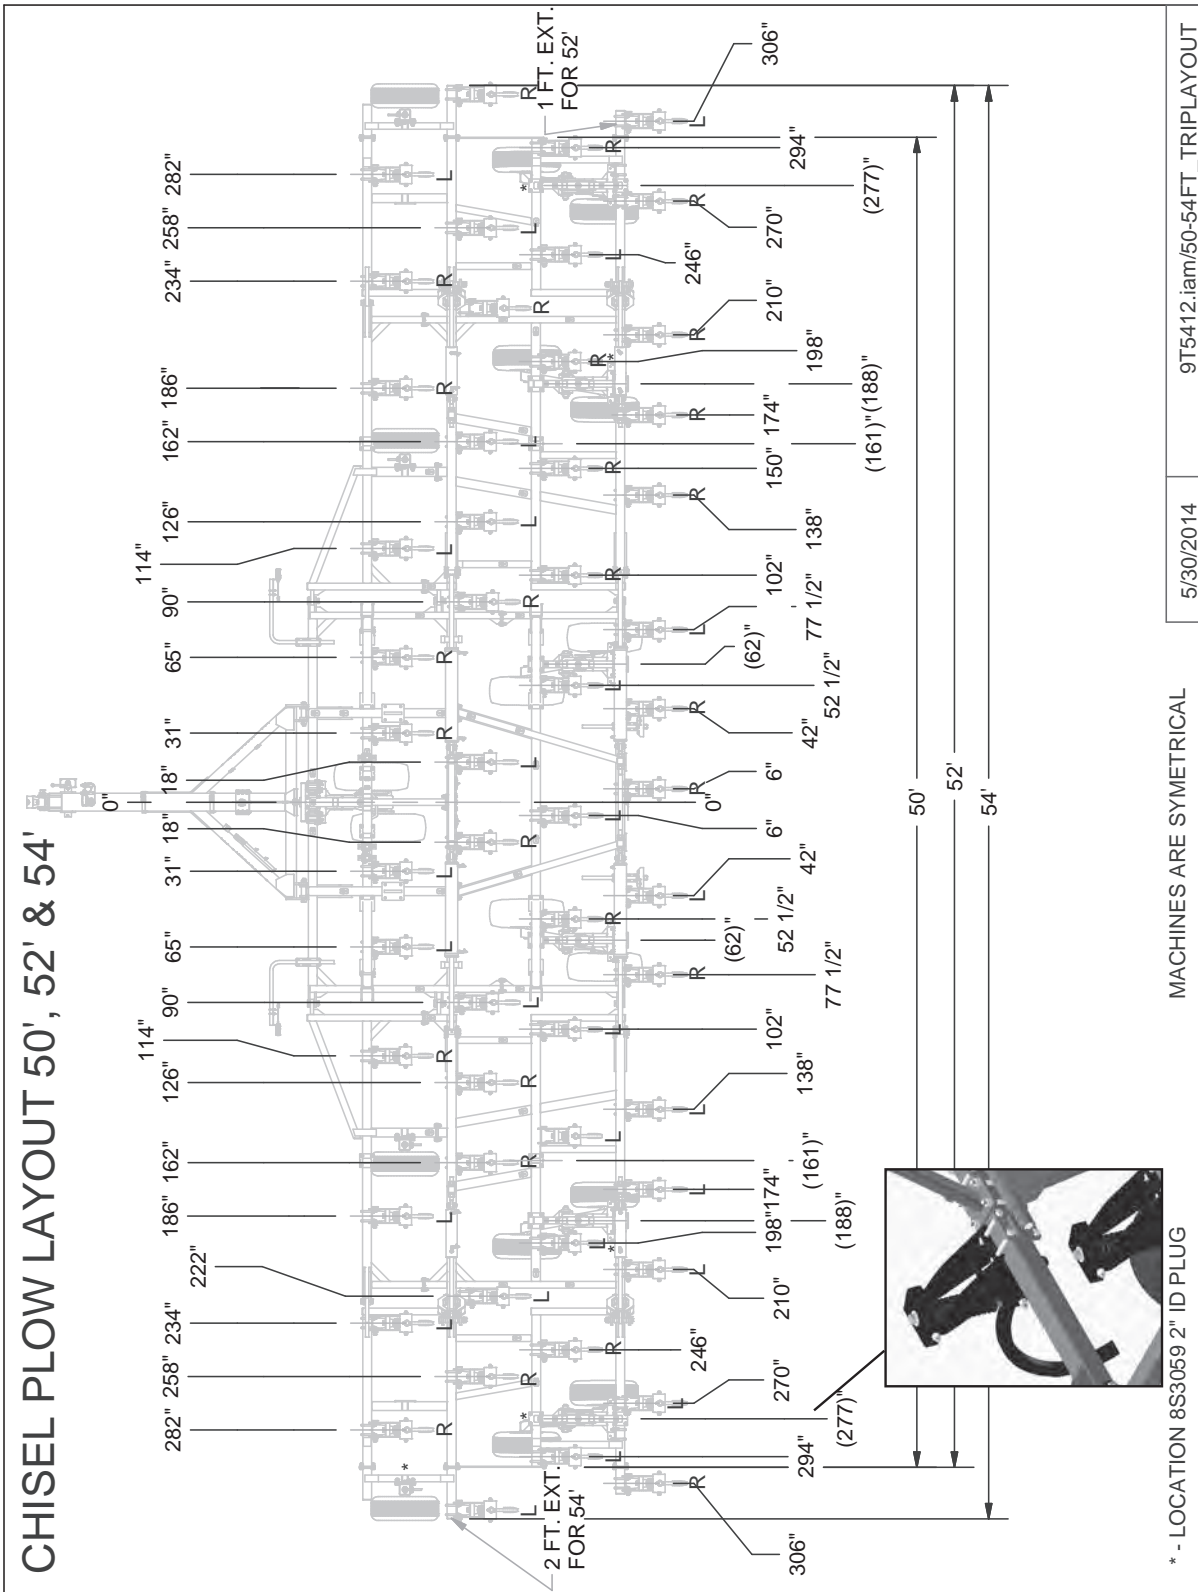 CHISEL PLOW LAYOUT 50', 52' & 54'
114"
114"
282"
258"
234"
222"
186"
162"
126"
90"
65"
31"
18"
0"
18"
31"
65"
90"
126"
162"
186"
234"
258"
282"
R
L
R
R
L
L
R
R
L
L
R
R
L
L
*
L
R
L
R
R
L
R
L
R
L
L
R
L
R
*
*
2 FT. EXT.
FOR 54'
1 FT. EXT.
FOR 52'
L
R
L
L
L
R
L
L
R
R
R
L
R
*
*
R
L
R
L
L
L
R
L
R
L
R
R
R
R
L
0"
306"
294"
(277)"
270"
246"
210"
198"
(188)"
174"
(161)"
138"
102"
77 1/2"
(62)"
52 1/2"
42"
6"
6"
42"
52 1/2"
(62)"
77 1/2"
102"
138"
150"
(161)"
174"
(188)"
198"
210"
246"
270"
(277)"
294"
306"
50'
52'
54'
* - LOCATION 8S3059 2" ID PLUG
MACHINES ARE SYMETRICAL
5/30/2014
9T5412.iam/50-54FT_TRIPLAYOUT